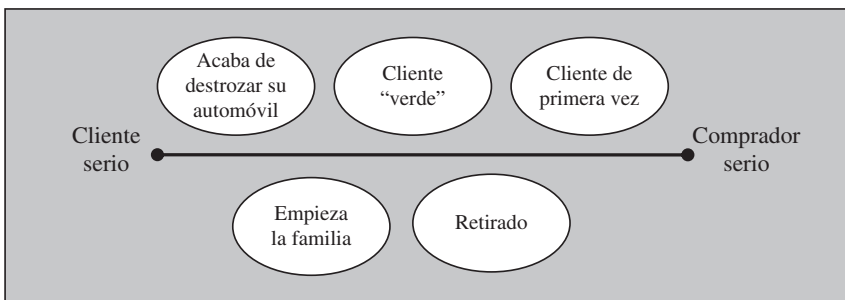 Acaba de
destrozar su
automóvil
Cliente
“verde”
Cliente de
primera vez
Cliente
serio
Comprador
serio
Empieza
la familia
Retirado